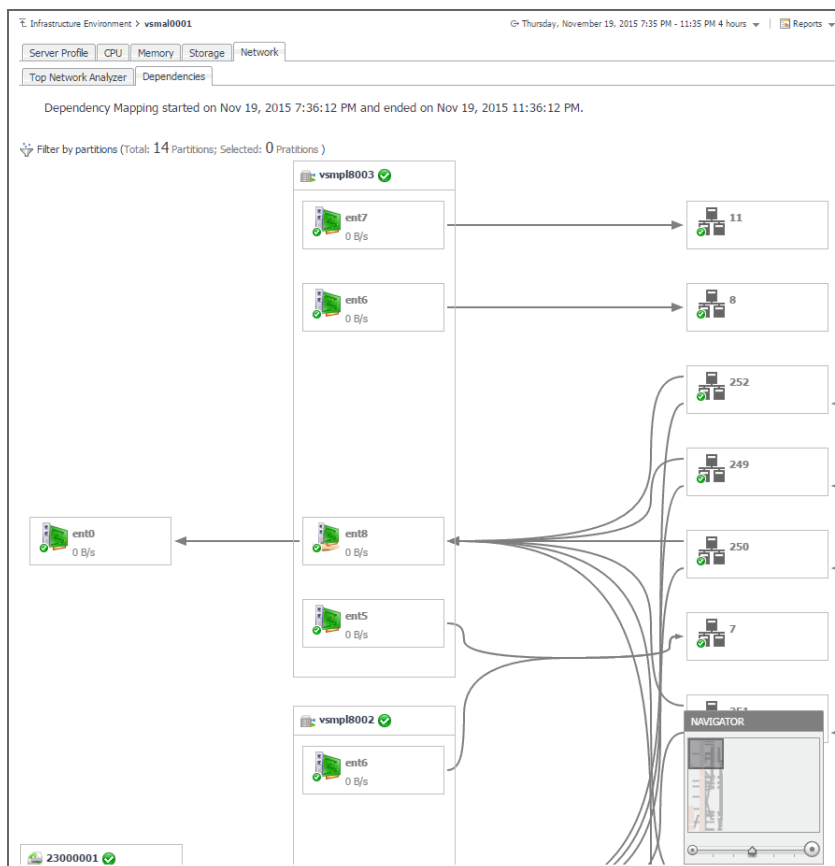 Infrastructure Environment > vsmal0001
Thursday, November 19, 2015 7:35 PM - 11:35 PM 4 hours
Reports
Server Profile
CPU
Memory
Storage
Network
Top Network Analyzer
Dependencies
Dependency Mapping started on Nov 19, 2015 7:36:12 PM and ended on Nov 19, 2015 11:36:12 PM.
Filter by partitions (Total: 14 Partitions; Selected: 0 Pratitions )
vsmpl8003
ent7
0 B/s
11
ent6
0 B/s
8
252
249
ent0
0 B/s
ent8
0 B/s
250
ent5
0 B/s
7
vsmpl8002
NAVIGATOR
ent6
0 B/s
23000001